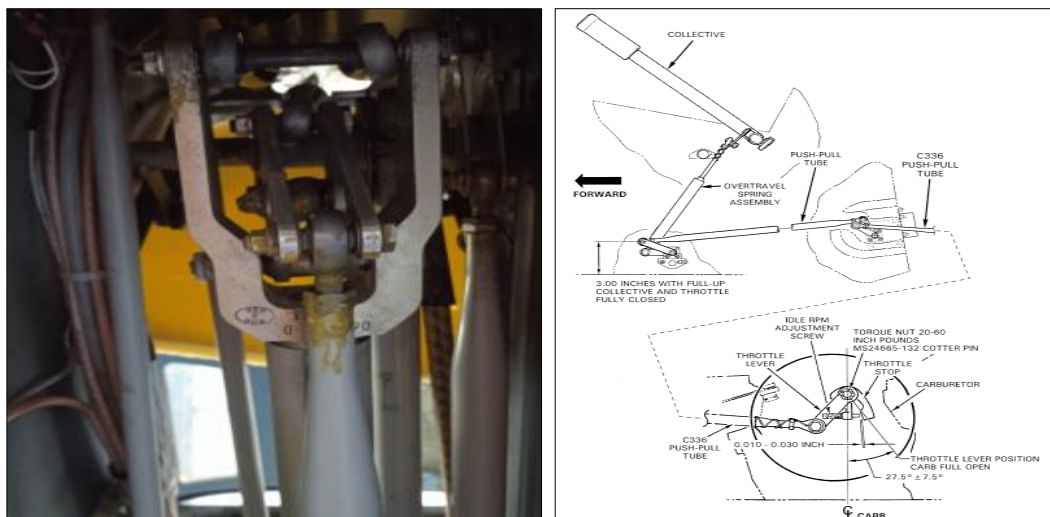 COLLECTIVE
PUSH-PULL
TUBE
C336
PUSH-PULL
TUBE
OVERTRAVEL
SPRING
ASSEMBLY
FORWARD
3.00 INCHES WITH FULL-UP
COLLECTIVE AND THROTTLE
FULLY CLOSED
IDLE RPM
ADJUSTMENT
SCREW
TORQUE NUT 20-60
INCH POUNDS
MS24665-132 COTTER PIN
THROTTLE
LEVER
THROTTLE
STOP
CARBURETOR
C336
PUSH-PULL
TUBE
0.010 - 0.030 INCH
THROTTLE LEVER POSITION
CARB FULL OPEN
27.5° ± 7.5°
CARB